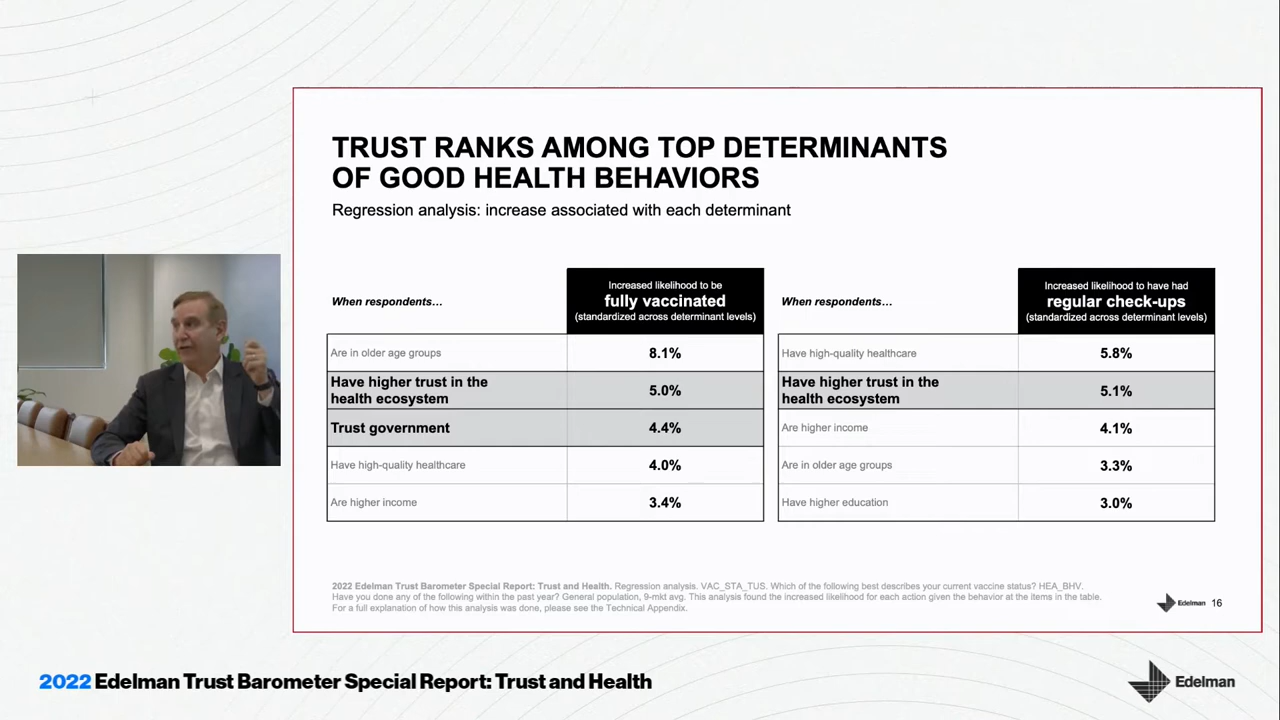 TRUST RANKS AMONG TOP DETERMINANTS
OF GOOD HEALTH BEHAVIORS
Regression analysis: increase associated with each determinant
When respondents…
Increased likelihood to be
fully vaccinated
(standardized across determinant levels)
Are in older age groups
8.1%
Have higher trust in the
health ecosystem
5.0%
Trust government
4.4%
Have high-quality healthcare
4.0%
Are higher income
3.4%
When respondents…
Increased likelihood to have had
regular check-ups
(standardized across determinant levels)
Have high-quality healthcare
5.8%
Have higher trust in the
health ecosystem
5.1%
Are higher income
4.1%
Are in older age groups
3.3%
Have higher education
3.0%
2022 Edelman Trust Barometer Special Report: Trust and Health. Regression analysis. VAC_STA_TUS. Which of the following best describes your current vaccine status? HEA_BHV.
Have you done any of the following within the past year? General population, 9-mkt avg. This analysis found the increased likelihood for each action given the behavior at the items in the table.
For a full explanation of how this analysis was done, please see the Technical Appendix.
Edelman 16
2022 Edelman Trust Barometer Special Report: Trust and Health
Edelman